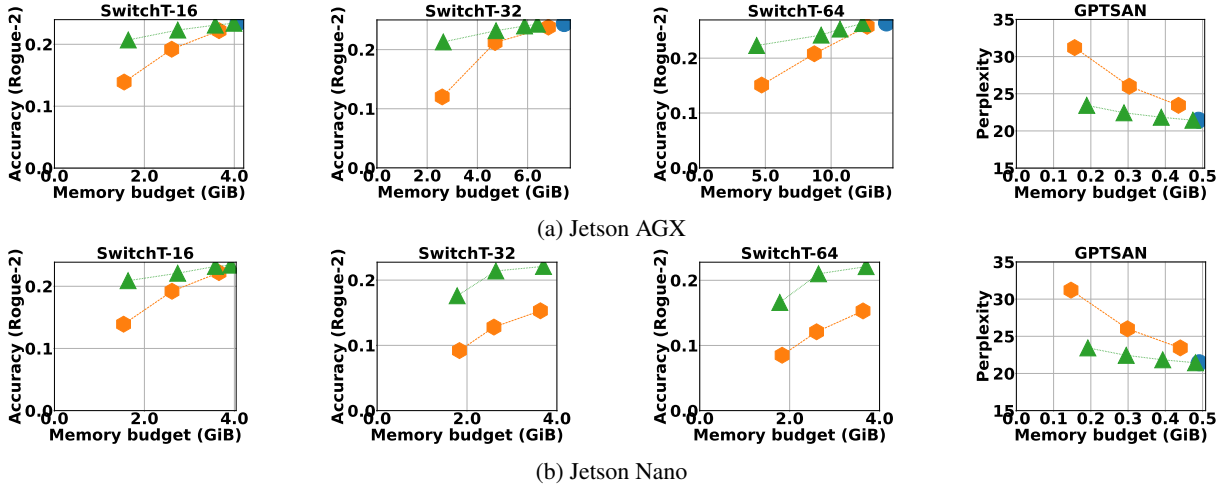 SwitchT-16
Accuracy (Rogue-2)
0.2
0.1
0.0
0.0 2.0 4.0
Memory budget (GiB)
SwitchT-32
Accuracy (Rogue-2)
0.2
0.1
0.0
0.0 2.0 4.0 6.0
Memory budget (GiB)
SwitchT-64
Accuracy (Rogue-2)
0.2
0.1
0.0
0.0 5.0 10.0
Memory budget (GiB)
GPTSAN
Perplexity
35
30
25
20
15
0.0 0.1 0.2 0.3 0.4 0.5
Memory budget (GiB)
(a) Jetson AGX
SwitchT-16
Accuracy (Rogue-2)
0.2
0.1
0.0
0.0 2.0 4.0
Memory budget (GiB)
SwitchT-32
Accuracy (Rogue-2)
0.2
0.1
0.0
0.0 2.0 4.0
Memory budget (GiB)
SwitchT-64
Accuracy (Rogue-2)
0.2
0.1
0.0
0.0 2.0 4.0
Memory budget (GiB)
GPTSAN
Perplexity
35
30
25
20
15
0.0 0.1 0.2 0.3 0.4 0.5
Memory budget (GiB)
(b) Jetson Nano